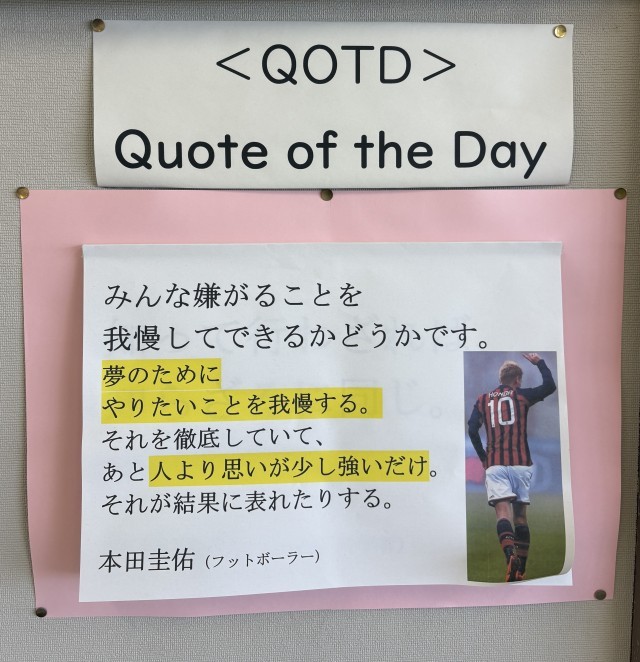 ＜QOTD＞
Quote of the Day
みんな嫌がることを
我慢してできるかどうかです。
夢のために
やりたいことを我慢する。
それを徹底していて、
あと人より思いが少し強いだけ。
それが結果に表れたりする。
本田圭佑（フットボーラー）
HONDA
10